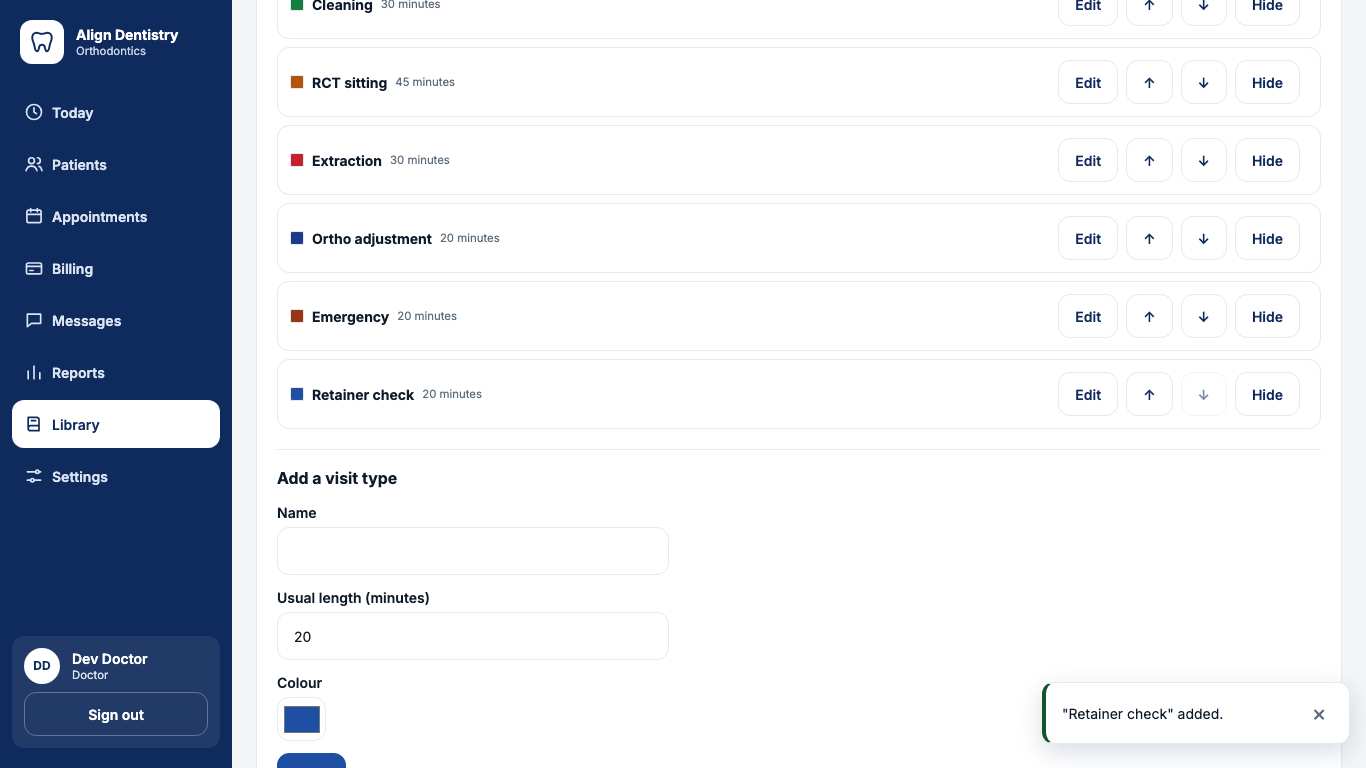 Align Dentistry
Orthodontics
Today
Patients
Appointments
Billing
Messages
Reports
Library
Settings
DD
Dev Doctor
Doctor
Sign out
Cleaning 30 minutes Edit ↑ ↓ Hide
RCT sitting 45 minutes Edit ↑ ↓ Hide
Extraction 30 minutes Edit ↑ ↓ Hide
Ortho adjustment 20 minutes Edit ↑ ↓ Hide
Emergency 20 minutes Edit ↑ ↓ Hide
Retainer check 20 minutes Edit ↑ ↓ Hide
Add a visit type
Name
Usual length (minutes)
20
Colour
"Retainer check" added.